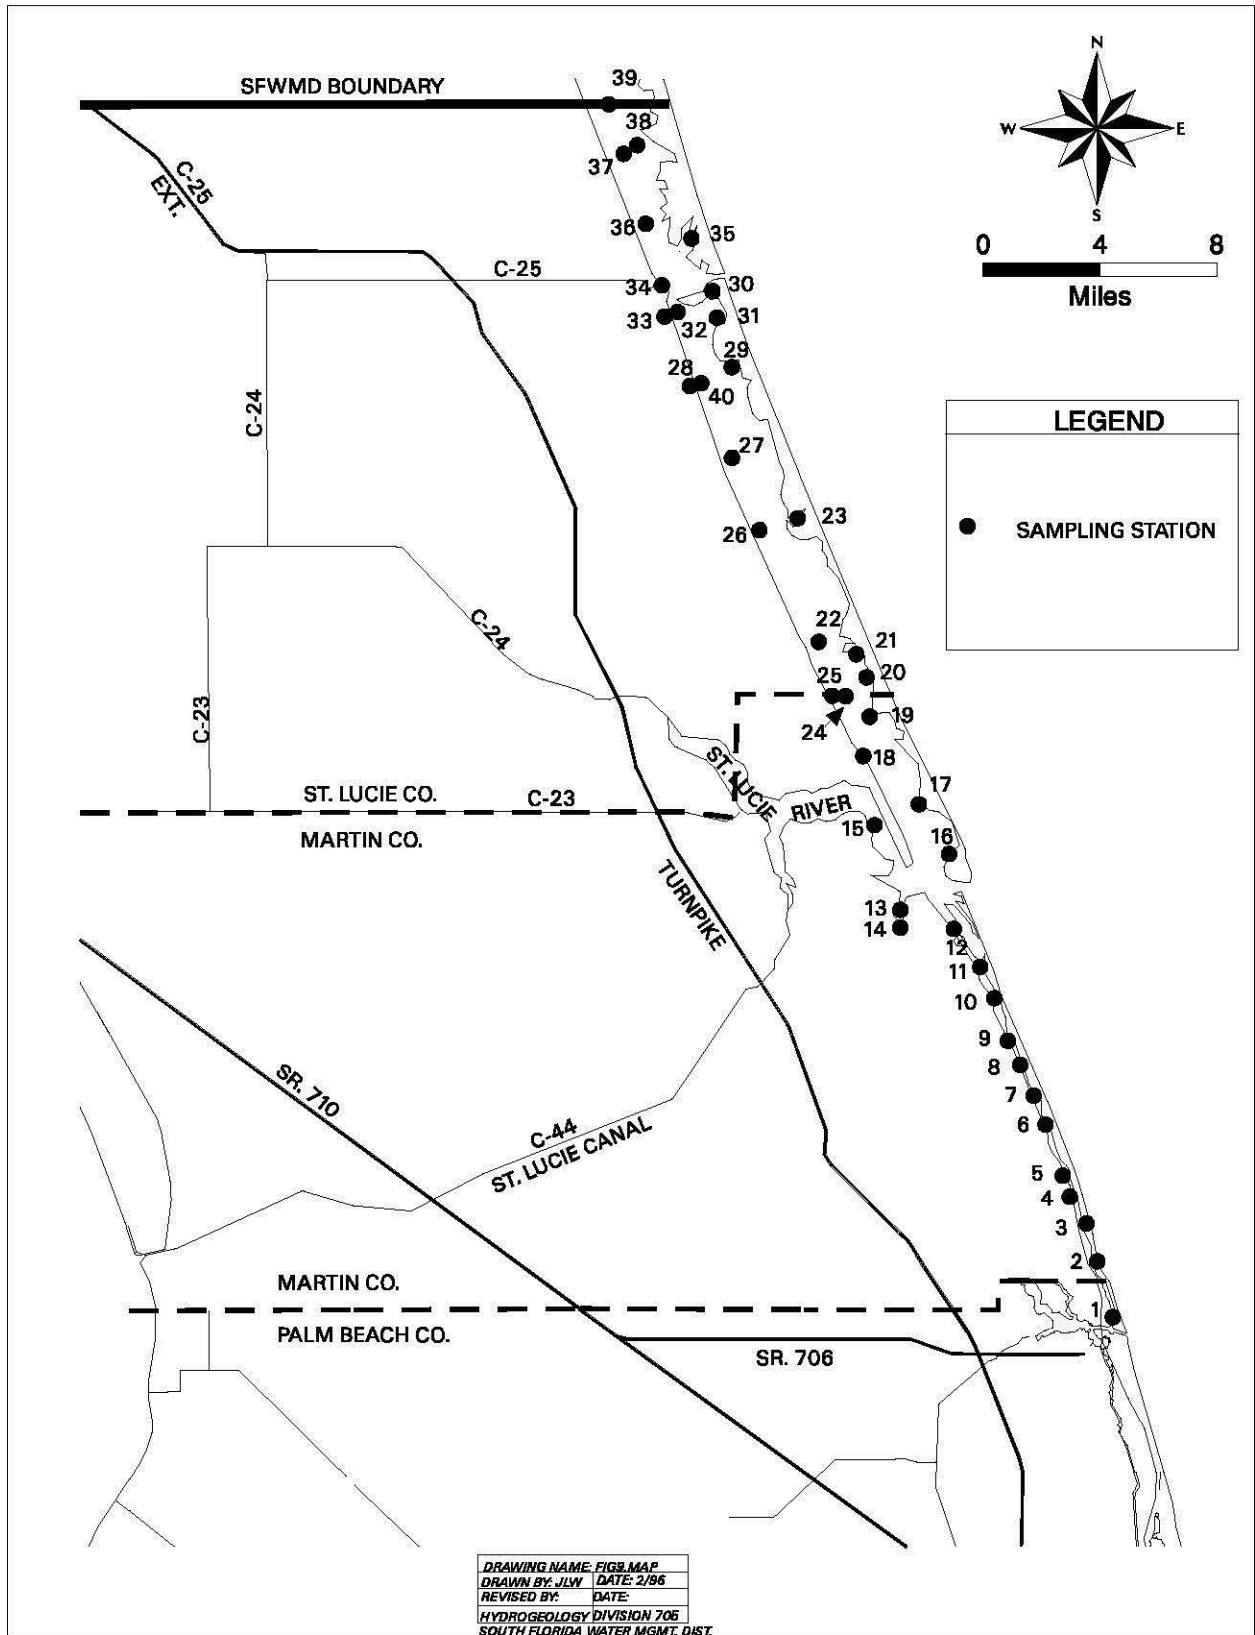 SFWMD BOUNDARY
39
N
38
W
E
37
C-25
EXT.
S
36
35
0
4
8
C-25
34
30
Miles
33
32
31
29
28
40
C-24
LEGEND
27
23
SAMPLING STATION
26
C-24
22
21
20
25
C-23
19
24
18
ST. LUCIE
ST. LUCIE CO.
C-23
RIVER
17
15
MARTIN CO.
16
TURNPIKE
13
14
12
11
10
9
8
SR. 710
7
6
C-44
ST. LUCIE CANAL
5
4
3
2
MARTIN CO.
1
PALM BEACH CO.
SR. 706
DRAWING NAME: FIG9.MAP
DRAWN BY: JLW DATE: 2/96
REVISED BY: DATE:
HYDROGEOLOGY DIVISION 705
SOUTH FLORIDA WATER MGMT. DIST.